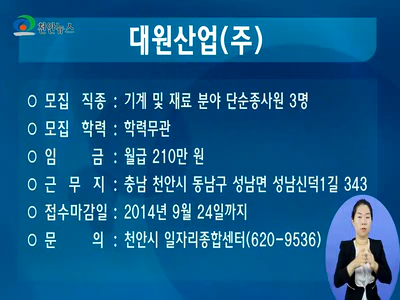 천안뉴스
대원산업(주)
○ 모집 직종 : 기계 및 재료 분야 단순종사원 3명
○ 모집 학력 : 학력무관
○ 임 금 : 월급 210만 원
○ 근 무 지 : 충남 천안시 동남구 성남면 성남신덕1길 343
○ 접수마감일 : 2014년 9월 24일까지
○ 문 의 : 천안시 일자리종합센터(620-9536)